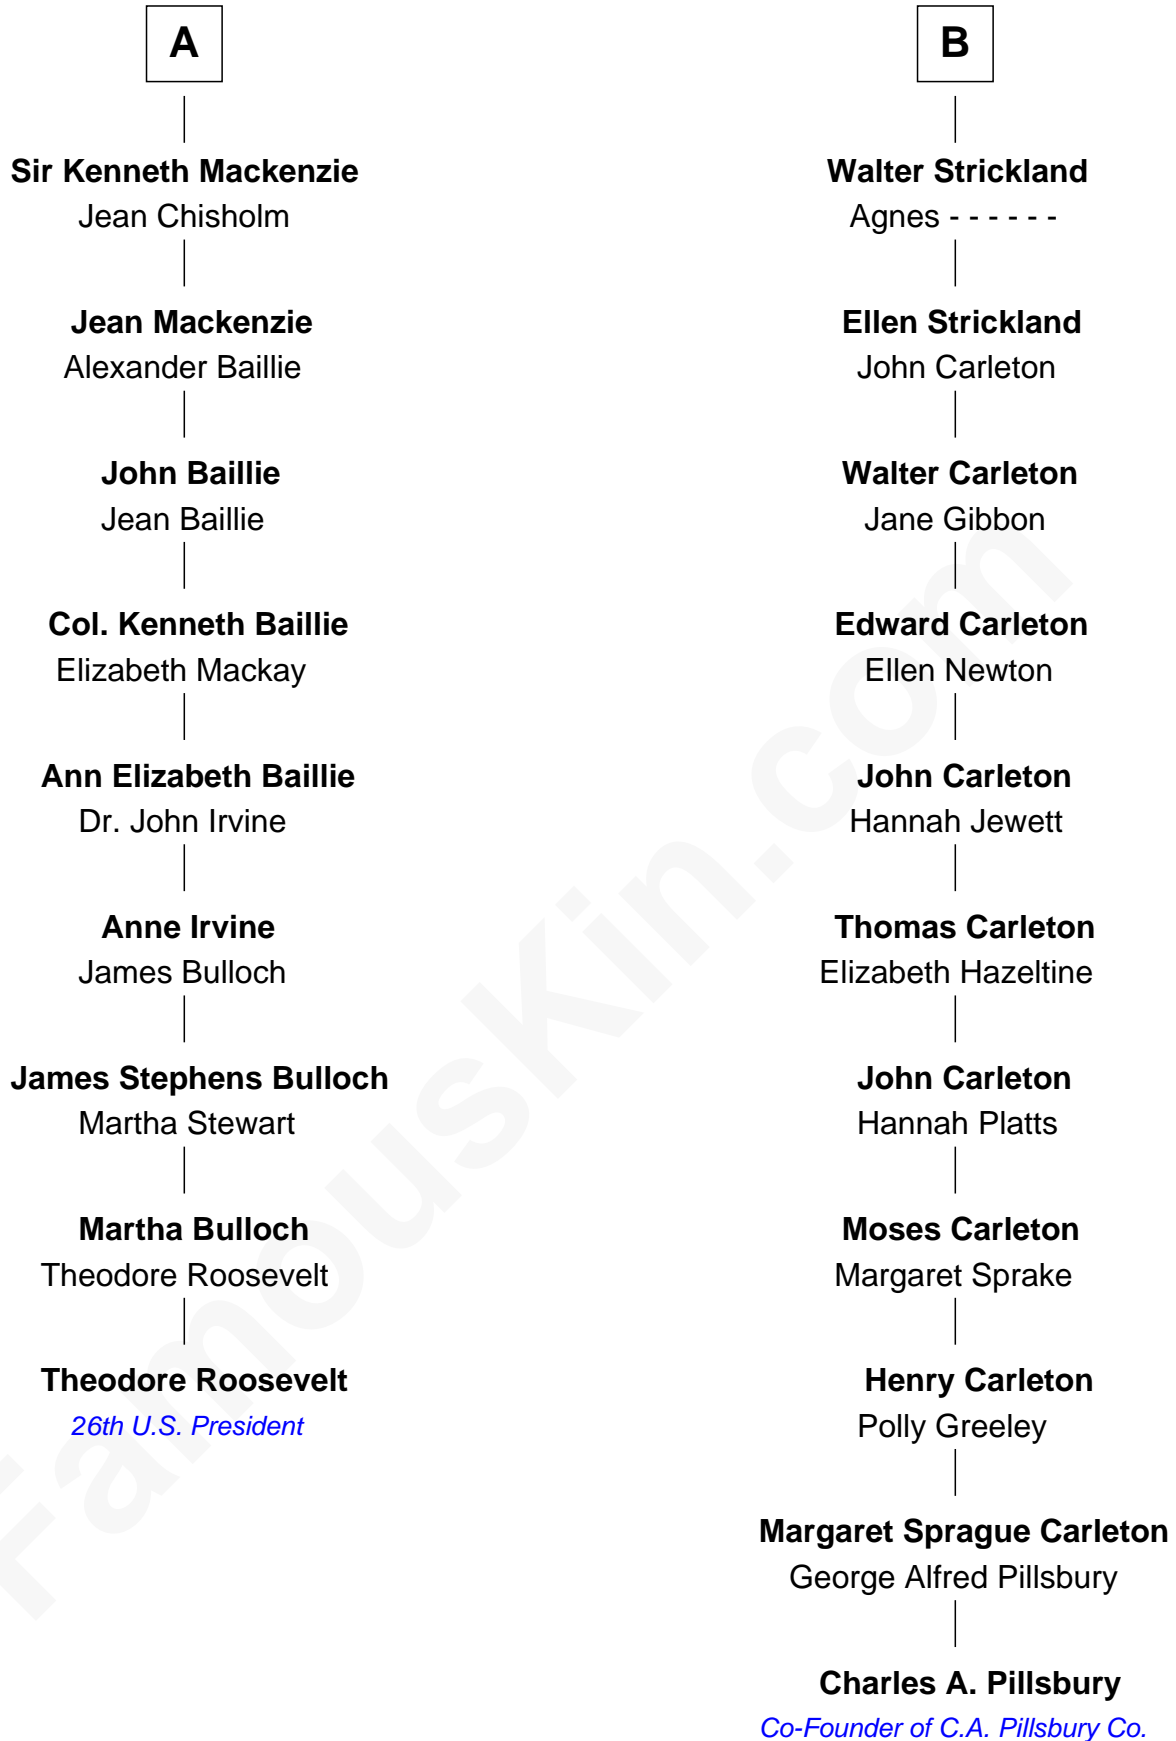 A
Sir Kenneth Mackenzie
Jean Chisholm
Jean Mackenzie
Alexander Baillie
John Baillie
Jean Baillie
Col. Kenneth Baillie
Elizabeth Mackay
Ann Elizabeth Baillie
Dr. John Irvine
Anne Irvine
James Bulloch
James Stephens Bulloch
Martha Stewart
Martha Bulloch
Theodore Roosevelt
Theodore Roosevelt
26th U.S. President
B
Walter Strickland
Agnes - - - - - -
Ellen Strickland
John Carleton
Walter Carleton
Jane Gibbon
Edward Carleton
Ellen Newton
John Carleton
Hannah Jewett
Thomas Carleton
Elizabeth Hazeltine
John Carleton
Hannah Platts
Moses Carleton
Margaret Sprake
Henry Carleton
Polly Greeley
Margaret Sprague Carleton
George Alfred Pillsbury
Charles A. Pillsbury
Co-Founder of C.A. Pillsbury Co.
FamousKin.com